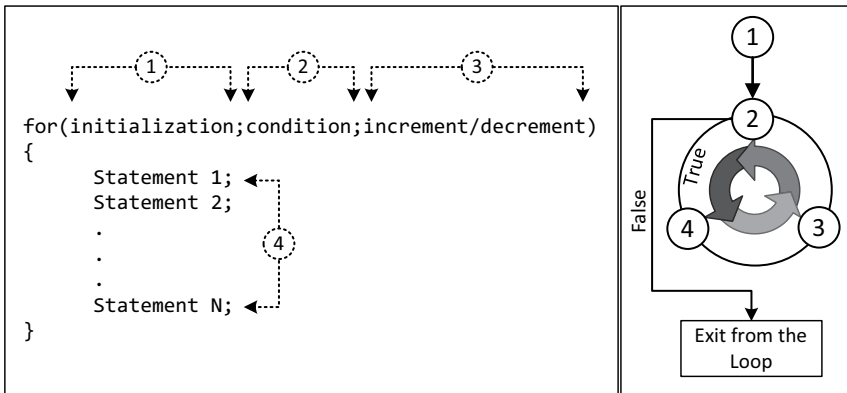 1 2 3
for(initialization;condition;increment/decrement)
{
Statement 1;
Statement 2;
.
.
.
4
Statement N;
}
1
2
True
False
4 3
Exit from the
Loop